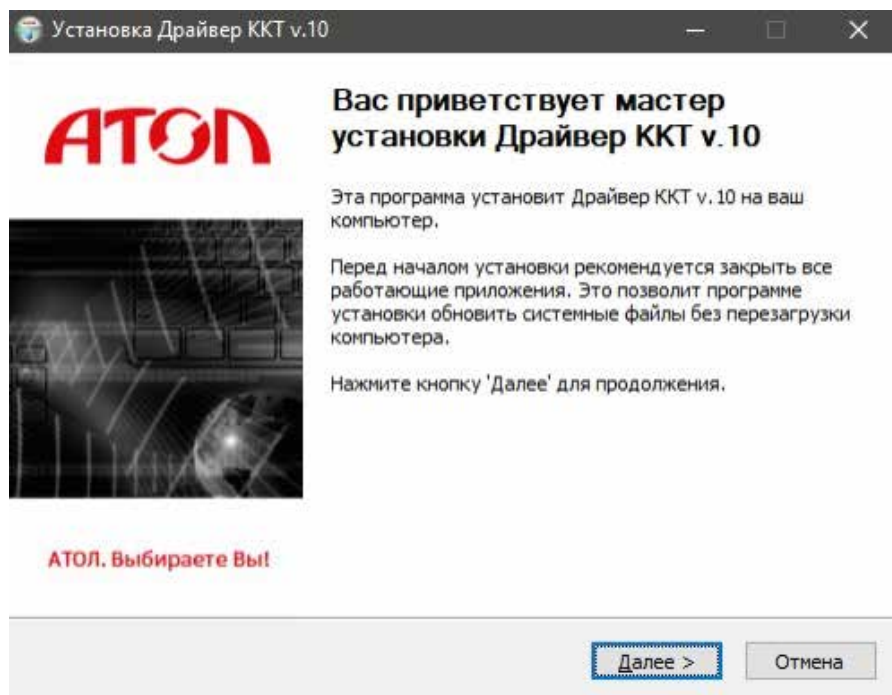 Установка Драйвер ККТ v.10
АТОЛ
Вас приветствует мастер
установки Драйвер ККТ v.10
Эта программа установит Драйвер ККТ v.10 на ваш
компьютер.
Перед началом установки рекомендуется закрыть все
работающие приложения. Это позволит программе
установки обновить системные файлы без перезагрузки
компьютера.
Нажмите кнопку 'Далее' для продолжения.
АТОЛ. Выбираете Вы!
Далее >
Отмена